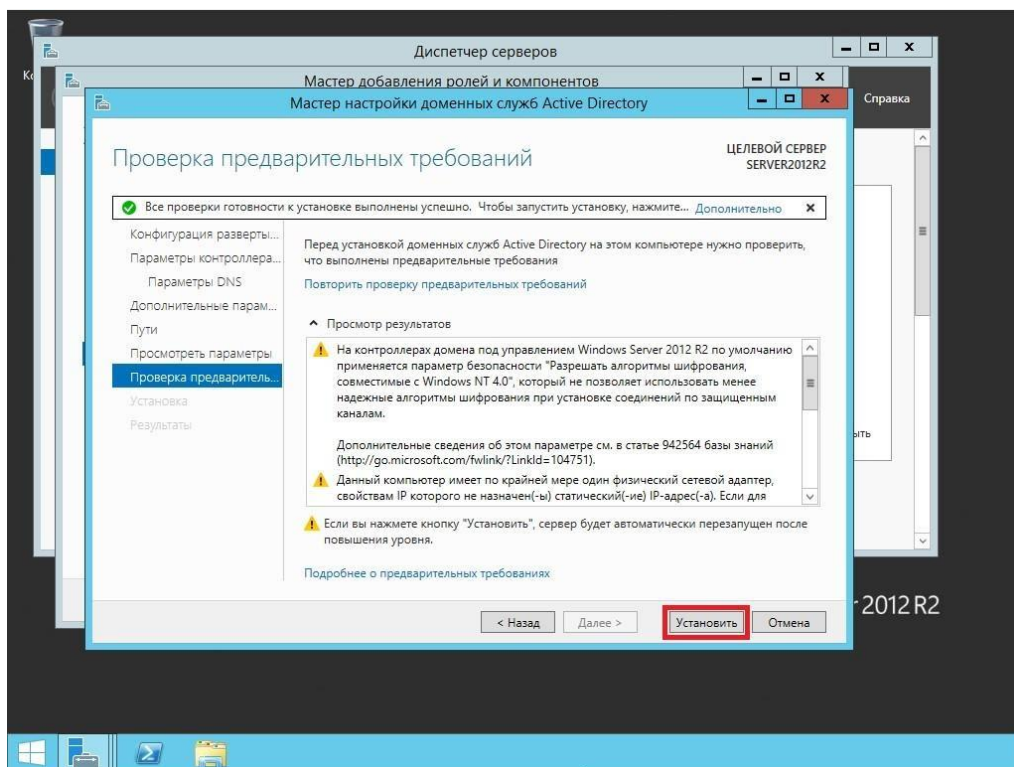 Диспетчер серверов
Мастер добавления ролей и компонентов
Мастер настройки доменных служб Active Directory
Справка
Проверка предварительных требований
ЦЕЛЕВОЙ СЕРВЕР
SERVER2012R2
Все проверки готовности к установке выполнены успешно. Чтобы запустить установку, нажмите... Дополнительно
Конфигурация разверты...
Параметры контроллера...
Параметры DNS
Дополнительные парам...
Пути
Просмотреть параметры
Проверка предваритель...
Установка
Результаты
Перед установкой доменных служб Active Directory на этом компьютере нужно проверить,
что выполнены предварительные требования
Повторить проверку предварительных требований
Просмотр результатов
На контроллерах домена под управлением Windows Server 2012 R2 по умолчанию
применяется параметр безопасности "Разрешать алгоритмы шифрования,
совместимые с Windows NT 4.0", который не позволяет использовать менее
надежные алгоритмы шифрования при установке соединений по защищенным
каналам.
Дополнительные сведения об этом параметре см. в статье 942564 базы знаний
(http://go.microsoft.com/fwlink/?LinkId=104751).
Данный компьютер имеет по крайней мере один физический сетевой адаптер,
свойствам IP которого не назначен(-ы) статический(-ие) IP-адрес(-а). Если для
Если вы нажмете кнопку "Установить", сервер будет автоматически перезапущен после
повышения уровня.
Подробнее о предварительных требованиях
ыть
< Назад
Далее >
Установить
Отмена
2012 R2